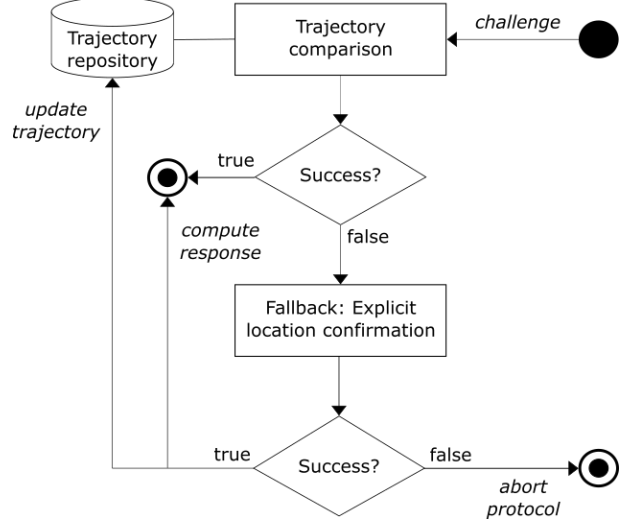 Trajectory
repository
Trajectory
comparison
challenge
update
trajectory
true
Success?
compute
response
false
Fallback: Explicit
location confirmation
true
Success?
false
abort
protocol